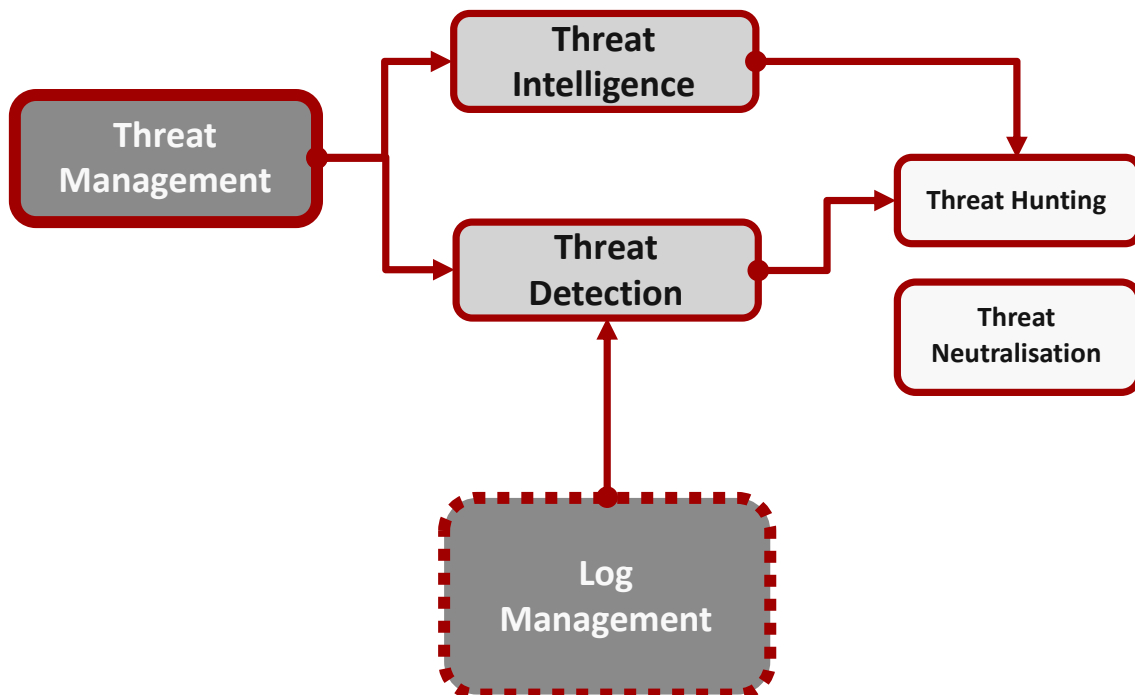 Threat
Intelligence
Threat
Management
Threat Hunting
Threat
Detection
Threat
Neutralisation
Log
Management